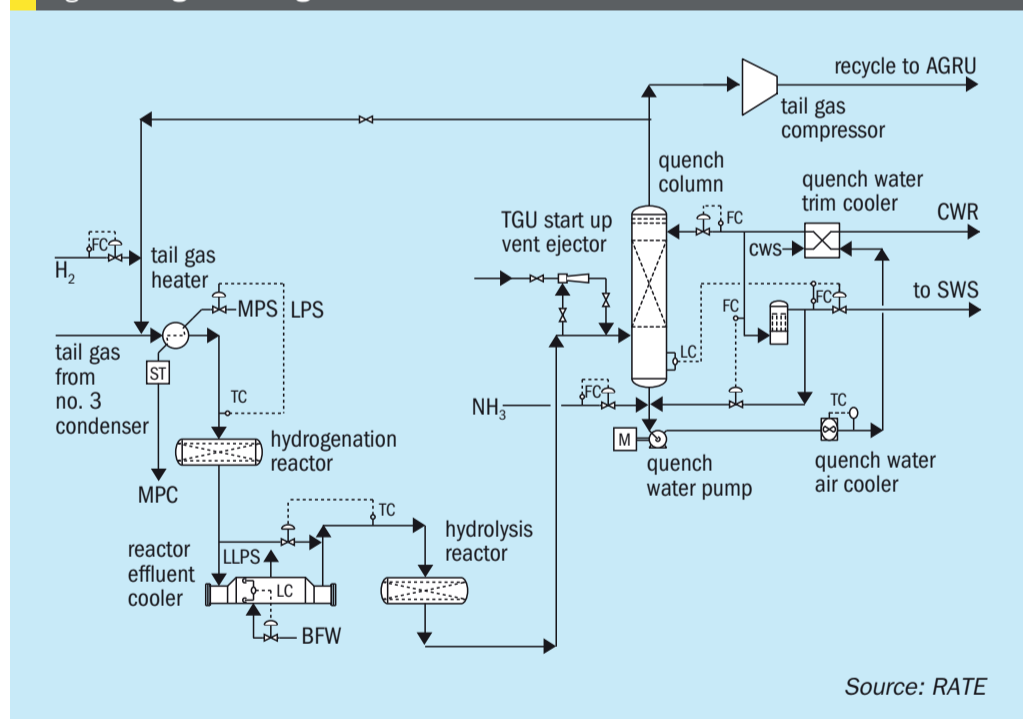 recycle to AGRU
tail gas
compressor
quench
column
quench water
trim cooler
CWR
TGU start up
vent ejector
FC
CWS
FC
H2
tail gas
heater
MPS
LPS
FC
FC
to SWS
tail gas
from
no. 3
condenser
ST
LC
TC
NH3
FC
TC
M
hydrogenation
reactor
quench
water pump
quench water
air cooler
MPC
TC
hydrolysis
reactor
reactor
effluent
cooler
LLPS
LC
BFW
Source: RATE